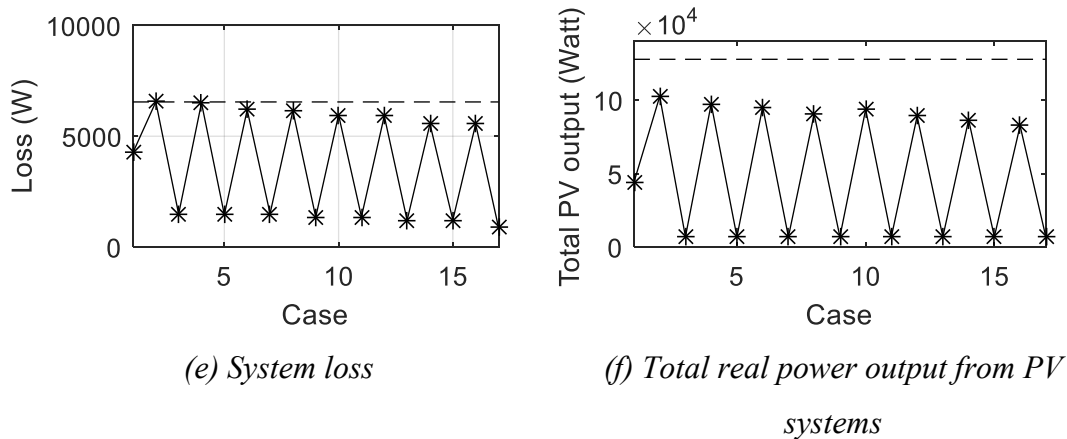 10000
5000
0
Loss (W)
5
10
15
Case
(e) System loss
×10⁴
10
5
0
Total PV output (Watt)
5
10
15
Case
(f) Total real power output from PV
systems